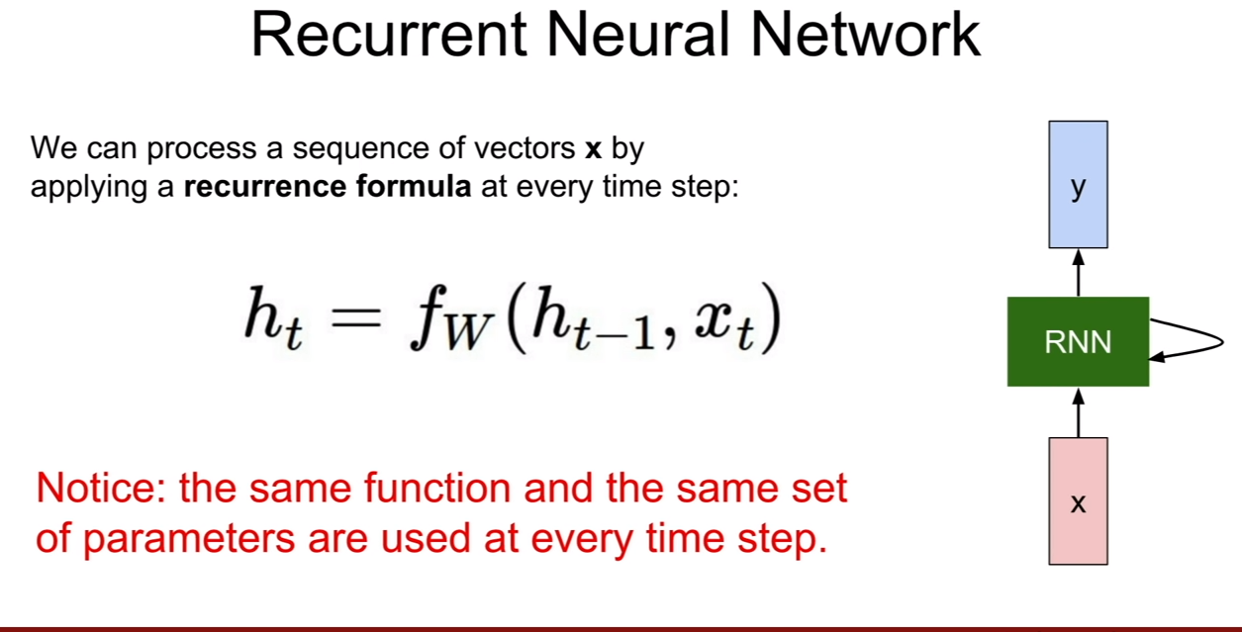 Recurrent Neural Network
We can process a sequence of vectors x by
applying a recurrence formula at every time step:
h_t = f_W(h_{t-1}, x_t)
Notice: the same function and the same set
of parameters are used at every time step.
y
RNN
x